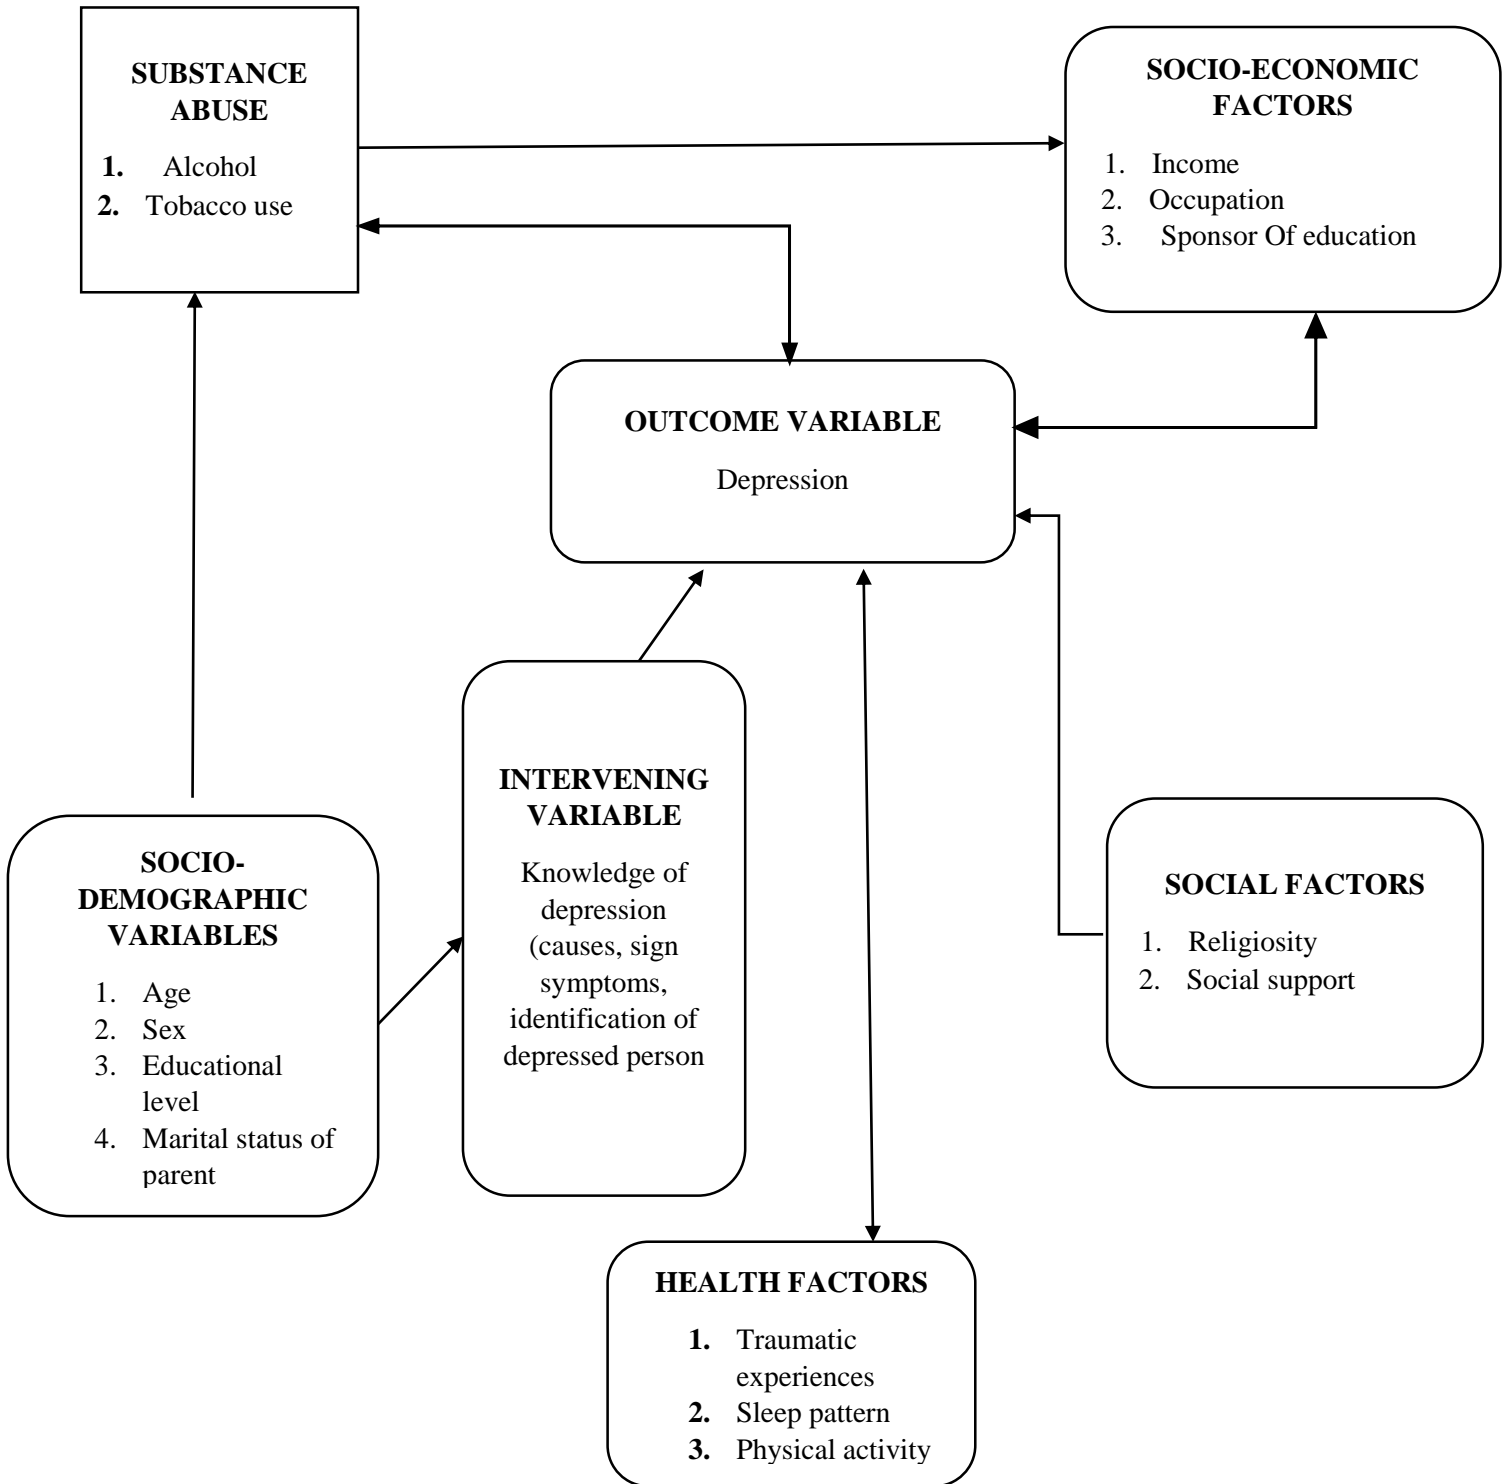 SUBSTANCE
ABUSE
1. Alcohol
2. Tobacco use
SOCIO-ECONOMIC
FACTORS
1. Income
2. Occupation
3. Sponsor Of education
OUTCOME VARIABLE
Depression
INTERVENING
VARIABLE
Knowledge of
depression
(causes, sign
symptoms,
identification of
depressed person
SOCIO-
DEMOGRAPHIC
VARIABLES
1. Age
2. Sex
3. Educational
level
4. Marital status of
parent
SOCIAL FACTORS
1. Religiosity
2. Social support
HEALTH FACTORS
1. Traumatic
experiences
2. Sleep pattern
3. Physical activity